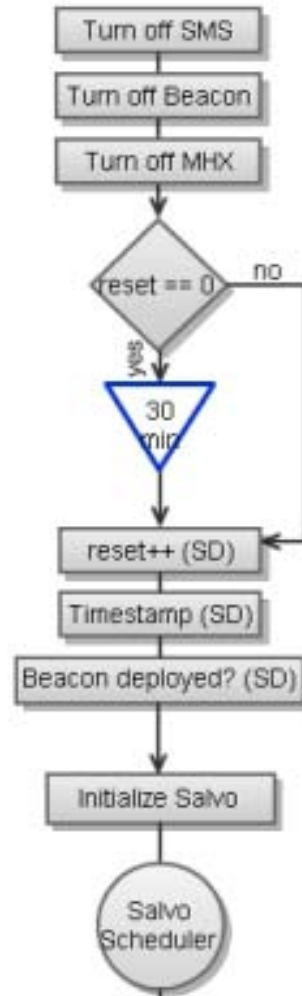 Turn off SMS
Turn off Beacon
Turn off MHX
reset == 0
no
yes
30
min
reset++ (SD)
Timestamp (SD)
Beacon deployed? (SD)
Initialize Salvo
Salvo
Scheduler